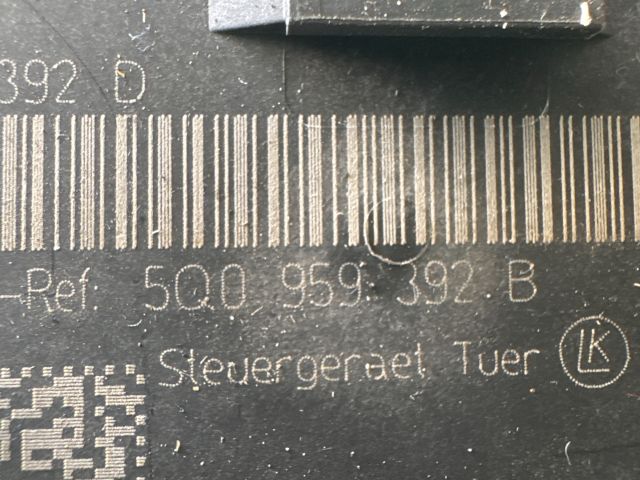 392 D
-Ref. 5Q0 959 392 B
Steuergeraet Tuer LK